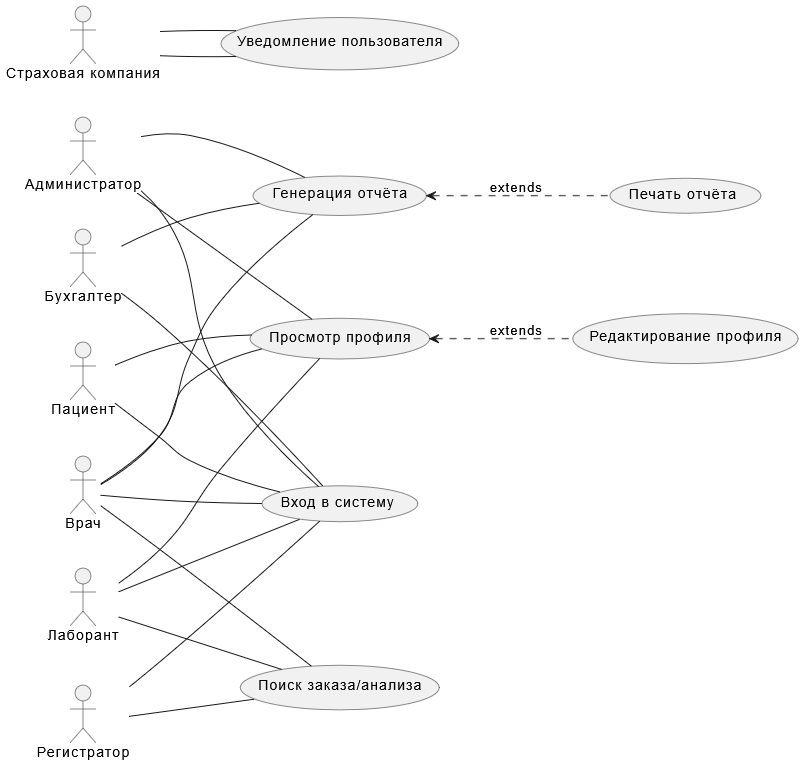 Уведомление пользователя
Страховая компания
Администратор
Генерация отчёта
extends
Печать отчёта
Бухгалтер
Просмотр профиля
extends
Редактирование профиля
Пациент
Вход в систему
Врач
Лаборант
Поиск заказа/анализа
Регистратор